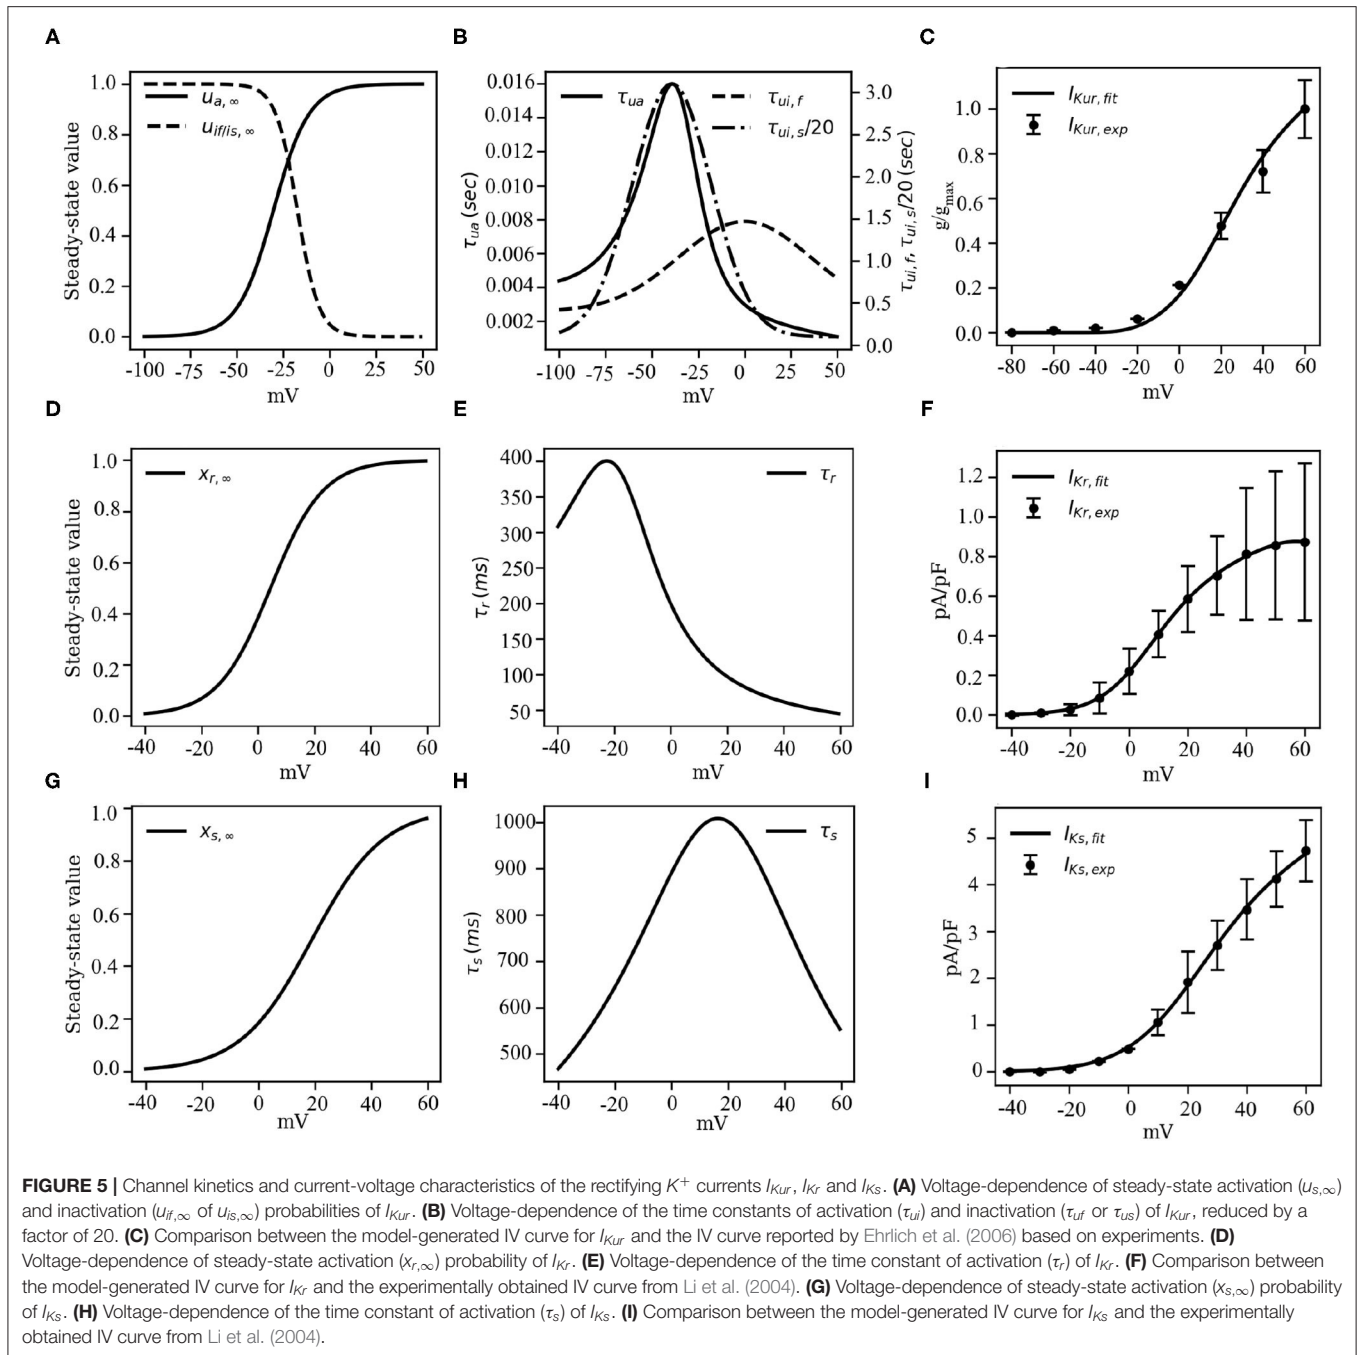 A
B
C
1.0
0.8
0.6
0.4
0.2
0.0
Steady-state value
u_{a,∞}
u_{if/is,∞}
-100 -75 -50 -25 0 25 50
mV
0.016
0.014
0.012
0.010
0.008
0.006
0.004
0.002
τ_{ua} (sec)
τ_{ua}
τ_{ui,f}
τ_{ui,s}/20
3.0
2.5
2.0
1.5
1.0
0.5
0.0
τ_{ui,f}, τ_{ui,s}/20 (sec)
-100 -75 -50 -25 0 25 50
mV
1.0
0.8
0.6
0.4
0.2
0.0
g/g_{max}
I_{Kur,fit}
I_{Kur,exp}
-80 -60 -40 -20 0 20 40 60
mV
D
E
F
1.0
0.8
0.6
0.4
0.2
0.0
Steady-state value
x_{r,∞}
-40 -20 0 20 40 60
mV
400
350
300
250
200
150
100
50
τ_r (ms)
τ_r
-40 -20 0 20 40 60
mV
1.2
1.0
0.8
0.6
0.4
0.2
0.0
pA/pF
I_{Kr,fit}
I_{Kr,exp}
-40 -20 0 20 40 60
mV
G
H
I
1.0
0.8
0.6
0.4
0.2
0.0
Steady-state value
x_{s,∞}
-40 -20 0 20 40 60
mV
1000
900
800
700
600
500
τ_s (ms)
τ_s
-40 -20 0 20 40 60
mV
5
4
3
2
1
0
pA/pF
I_{Ks,fit}
I_{Ks,exp}
-40 -20 0 20 40 60
mV
FIGURE 5 | Channel kinetics and current-voltage characteristics of the rectifying K⁺ currents I_{Kur}, I_{Kr} and I_{Ks}. (A) Voltage-dependence of steady-state activation (u_{s,∞})
and inactivation (u_{if,∞} of u_{is,∞}) probabilities of I_{Kur}. (B) Voltage-dependence of the time constants of activation (τ_{ui}) and inactivation (τ_{uf} or τ_{us}) of I_{Kur}, reduced by a
factor of 20. (C) Comparison between the model-generated IV curve for I_{Kur} and the IV curve reported by Ehrlich et al. (2006) based on experiments. (D)
Voltage-dependence of steady-state activation (x_{r,∞}) probability of I_{Kr}. (E) Voltage-dependence of the time constant of activation (τ_r) of I_{Kr}. (F) Comparison between
the model-generated IV curve for I_{Kr} and the experimentally obtained IV curve from Li et al. (2004). (G) Voltage-dependence of steady-state activation (x_{s,∞}) probability
of I_{Ks}. (H) Voltage-dependence of the time constant of activation (τ_s) of I_{Ks}. (I) Comparison between the model-generated IV curve for I_{Ks} and the experimentally
obtained IV curve from Li et al. (2004).